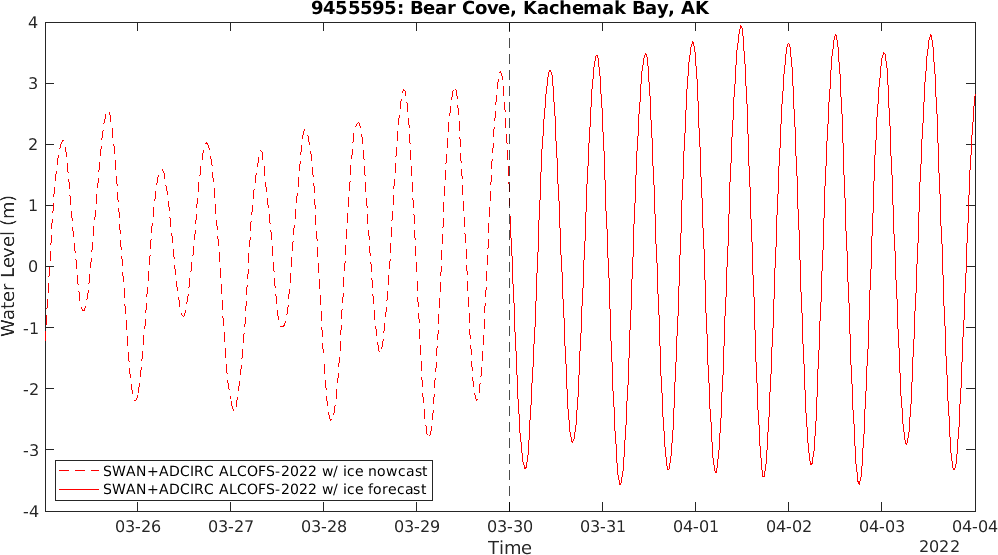 9455595: Bear Cove, Kachemak Bay, AK
4
3
2
1
0
-1
-2
-3
-4
Water Level (m)
SWAN+ADCIRC ALCOFS-2022 w/ ice nowcast
SWAN+ADCIRC ALCOFS-2022 w/ ice forecast
03-26 03-27 03-28 03-29 03-30 03-31 04-01 04-02 04-03 04-04
Time
2022